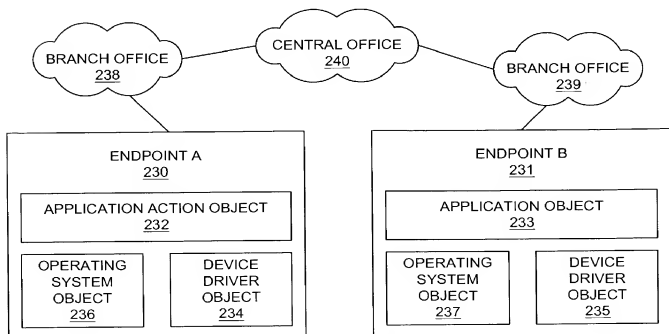 CENTRAL OFFICE
240
BRANCH OFFICE
238
BRANCH OFFICE
239
ENDPOINT A
230
APPLICATION ACTION OBJECT
232
OPERATING
SYSTEM
OBJECT
236
DEVICE
DRIVER
OBJECT
234
ENDPOINT B
231
APPLICATION OBJECT
233
OPERATING
SYSTEM
OBJECT
237
DEVICE
DRIVER
OBJECT
235